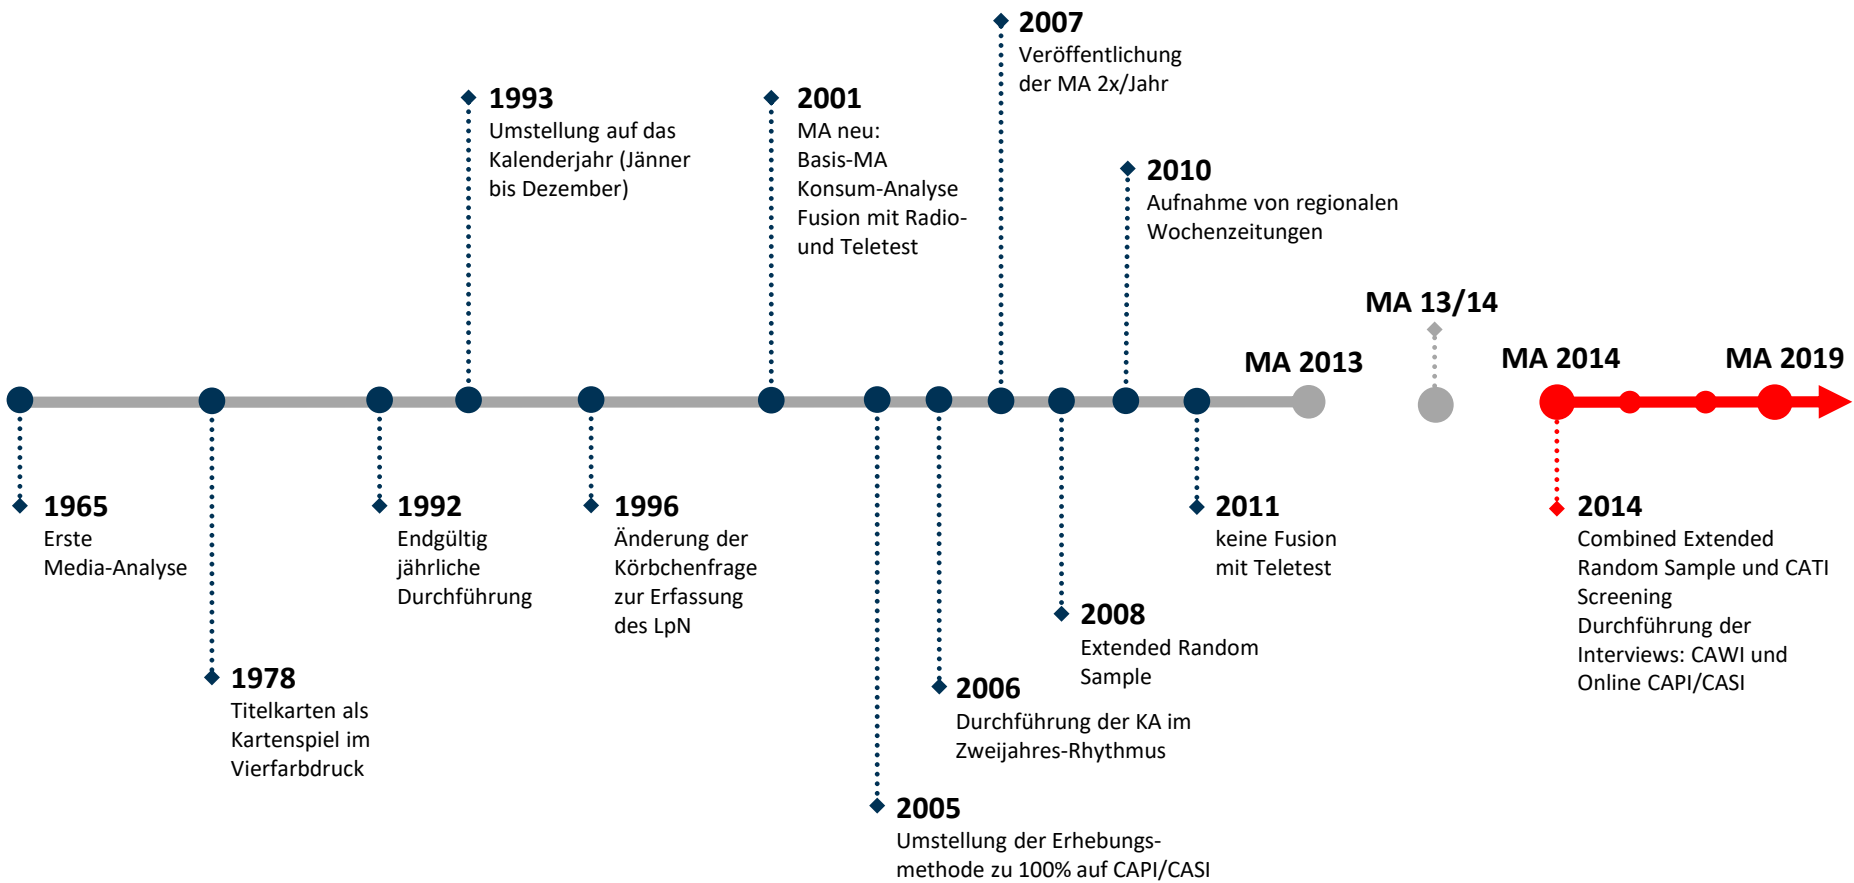 2007
Veröffentlichung
der MA 2x/Jahr
1993
Umstellung auf das
Kalenderjahr (Jänner
bis Dezember)
2001
MA neu:
Basis-MA
Konsum-Analyse
Fusion mit Radio-
und Teletest
2010
Aufnahme von regionalen
Wochenzeitungen
MA 2013
MA 13/14
MA 2014
MA 2019
1965
Erste
Media-Analyse
1978
Titelkarten als
Kartenspiel im
Vierfarbdruck
1992
Endgültig
jährliche
Durchführung
1996
Änderung der
Körbchenfrage
zur Erfassung
des LpN
2005
Umstellung der Erhebungs-
methode zu 100% auf CAPI/CASI
2006
Durchführung der KA im
Zweijahres-Rhythmus
2008
Extended Random
Sample
2011
keine Fusion
mit Teletest
2014
Combined Extended
Random Sample und CATI
Screening
Durchführung der
Interviews: CAWI und
Online CAPI/CASI